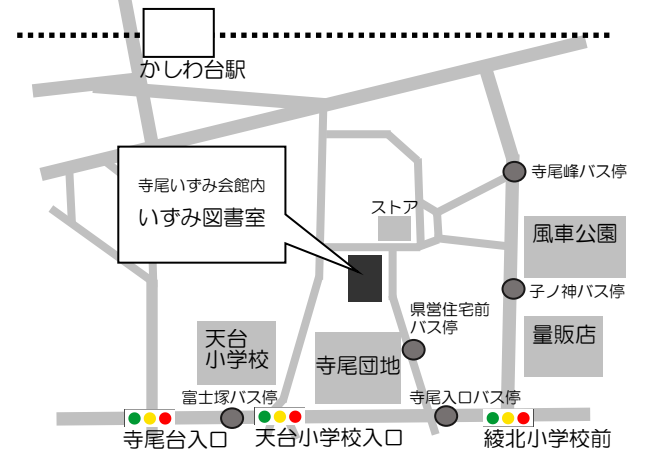 かしわ台駅
寺尾いずみ会館内
いずみ図書室
ストア
寺尾峰バス停
風車公園
子ノ神バス停
県営住宅前
バス停
量販店
天台
小学校
寺尾団地
富士塚バス停
寺尾入口バス停
寺尾台入口
天台小学校入口
綾北小学校前